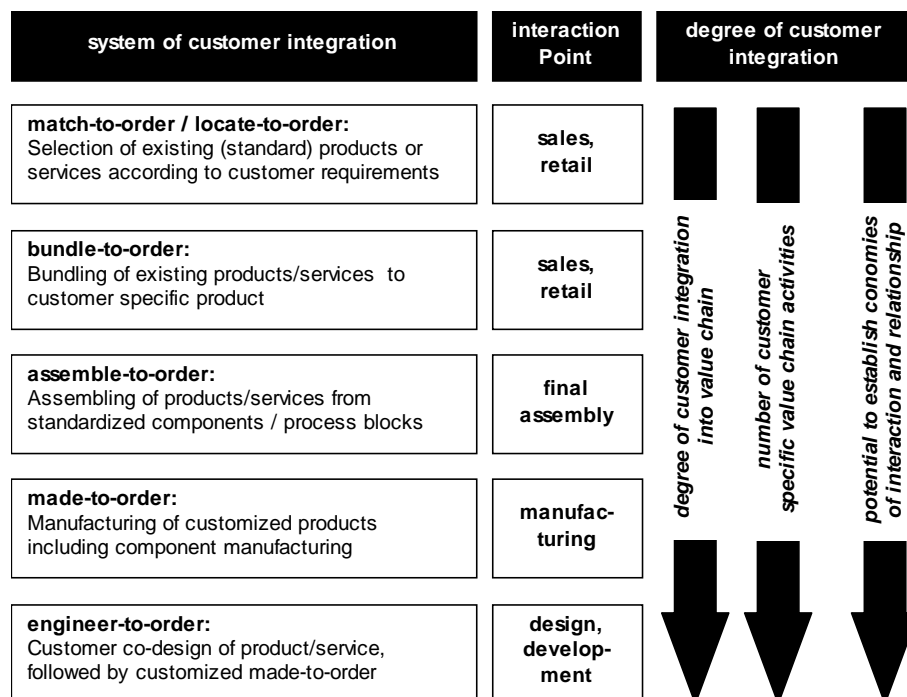 system of customer integration
interaction
Point
degree of customer
integration
match-to-order / locate-to-order:
Selection of existing (standard) products or
services according to customer requirements
sales,
retail
bundle-to-order:
Bundling of existing products/services to
customer specific product
sales,
retail
assemble-to-order:
Assembling of products/services from
standardized components / process blocks
final
assembly
made-to-order:
Manufacturing of customized products
including component manufacturing
manufac-
turing
engineer-to-order:
Customer co-design of product/service,
followed by customized made-to-order
design,
develop-
ment
degree of customer integration
into value chain
number of customer
specific value chain activities
potential to establish conomies
of interaction and relationship